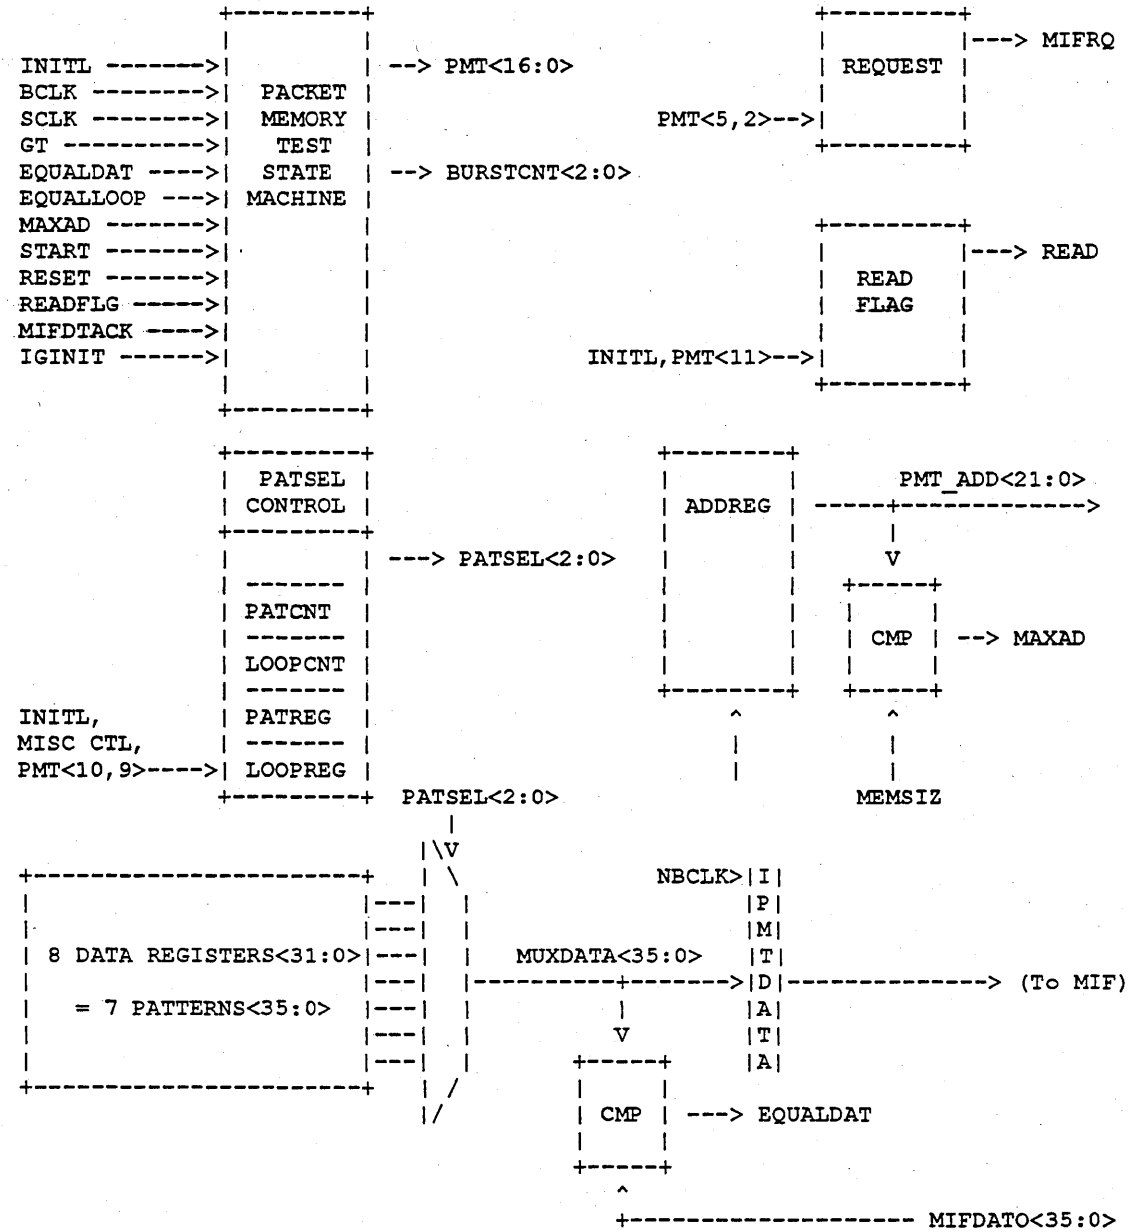 INITL
BCLK
SCLK
GT
EQUALDAT
EQUALLOOP
MAXAD
START
RESET
READFLG
MIFDTACK
IGINIT
PACKET
MEMORY
TEST
STATE
MACHINE
PMT<16:0>
BURSTCNT<2:0>
REQUEST
MIFRQ
PMT<5,2>
READ
FLAG
READ
INITL,PMT<11>
PATSEL
CONTROL
PATSEL<2:0>
PATCNT
LOOPCNT
PATREG
LOOPREG
INITL,
MISC CTL,
PMT<10,9>
ADDREG
PMT_ADD<21:0>
V
CMP
MAXAD
MEMSIZ
PATSEL<2:0>
V
8 DATA REGISTERS<31:0>
= 7 PATTERNS<35:0>
MUXDATA<35:0>
NBCLK>
I
P
M
T
D
A
T
A
(To MIF)
V
CMP
EQUALDAT
MIFDATO<35:0>